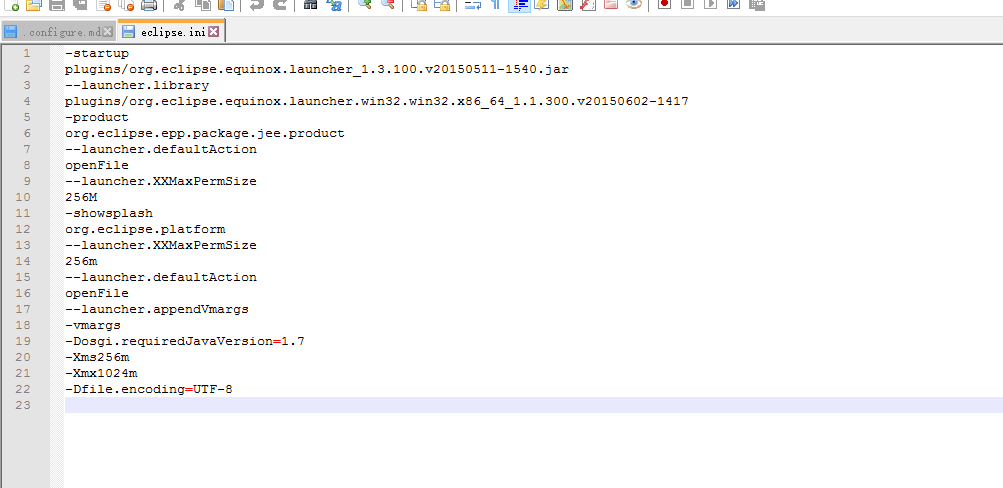 .configure.md
eclipse.ini
1 -startup
2 plugins/org.eclipse.equinox.launcher_1.3.100.v20150511-1540.jar
3 --launcher.library
4 plugins/org.eclipse.equinox.launcher.win32.win32.x86_64_1.1.300.v20150602-1417
5 -product
6 org.eclipse.epp.package.jee.product
7 --launcher.defaultAction
8 openFile
9 --launcher.XXMaxPermSize
10 256M
11 -showsplash
12 org.eclipse.platform
13 --launcher.XXMaxPermSize
14 256m
15 --launcher.defaultAction
16 openFile
17 --launcher.appendVmargs
18 -vmargs
19 -Dosgi.requiredJavaVersion=1.7
20 -Xms256m
21 -Xmx1024m
22 -Dfile.encoding=UTF-8
23